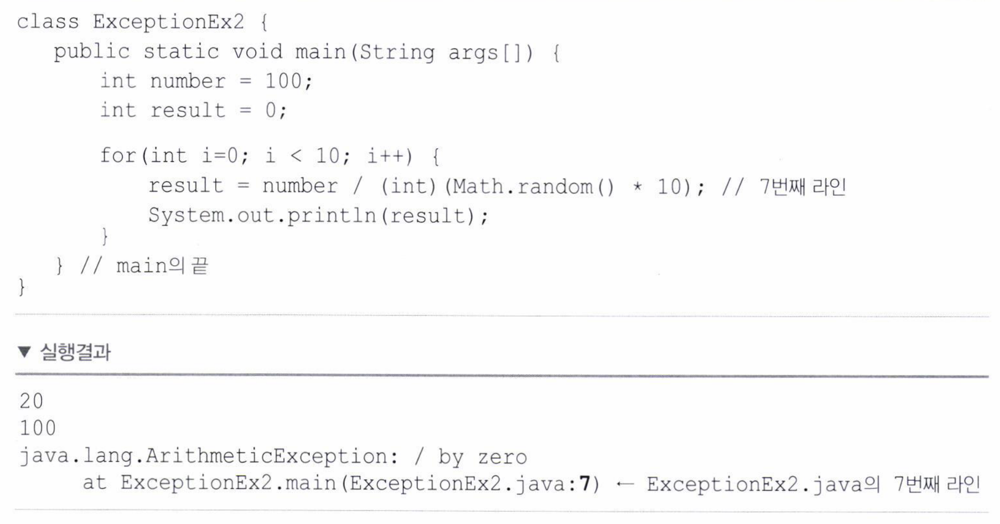 class ExceptionEx2 {
public static void main(String args[]) {
int number = 100;
int result = 0;
for(int i=0; i < 10; i++) {
result = number / (int)(Math.random() * 10); // 7번째 라인
System.out.println(result);
}
} // main의 끝
}
▼ 실행결과
20
100
java.lang.ArithmeticException: / by zero
at ExceptionEx2.main(ExceptionEx2.java:7) ← ExceptionEx2.java의 7번째 라인